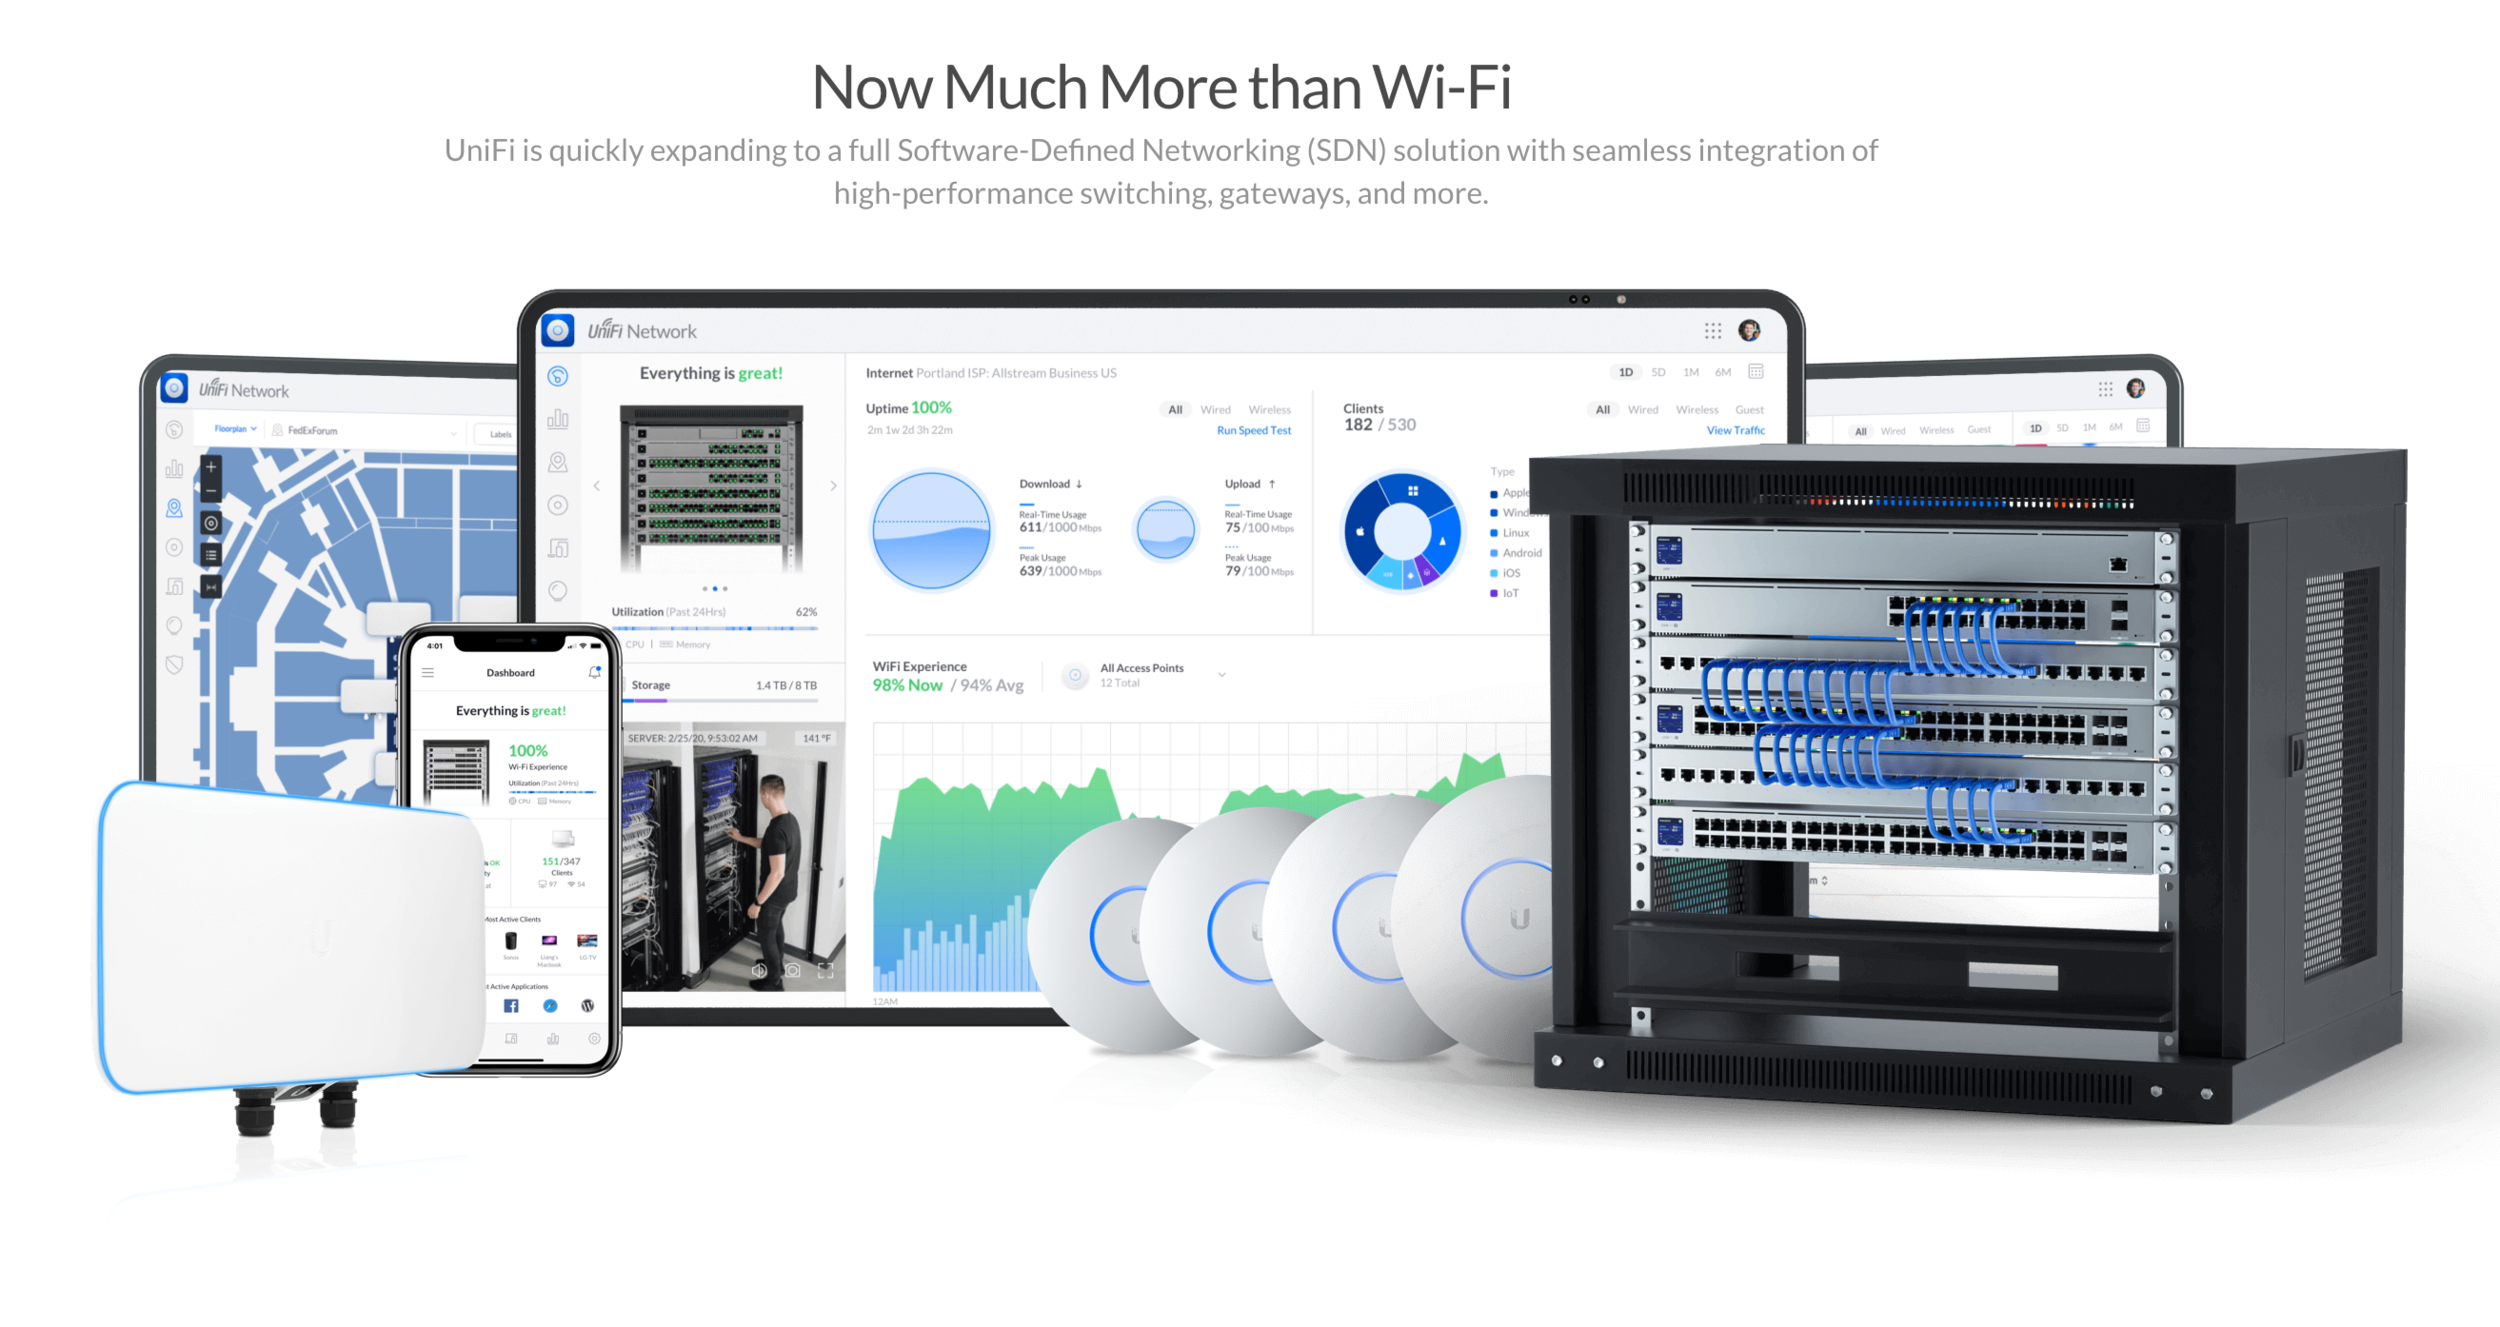 Now Much More than Wi-Fi
UniFi is quickly expanding to a full Software-Defined Networking (SDN) solution with seamless integration of
high-performance switching, gateways, and more.
UniFi Network
Floorplan
FedExForum
Labels
UniFi Network
Everything is great!
Utilization (Past 24Hrs) 62%
CPU | Memory
Storage 1.4 TB / 8 TB
SERVER: 2/25/20, 9:53:02 AM 141 °F
Internet Portland ISP: Allstream Business US
1D 5D 1M 6M
Uptime 100%
2m 1w 2d 3h 22m
All Wired Wireless
Run Speed Test
Download ↓
Real-Time Usage
611/1000 Mbps
Peak Usage
639/1000 Mbps
Upload ↑
Real-Time Usage
75/100 Mbps
Peak Usage
79/100 Mbps
Clients
182 / 530
All Wired Wireless Guest
View Traffic
Type
Apple
Linux
Android
iOS
IoT
WiFi Experience
98% Now / 94% Avg
All Access Points
12 Total
12AM
4:01
Dashboard
Everything is great!
100%
Wi-Fi Experience
Utilization (Past 24Hrs)
CPU Memory
OK
151/347
Clients
97 54
Most Active Clients
Sonos
Liang's
Macbook
LG-TV
t Active Applications
All Wired Wireless Guest
1D 5D 1M 6M